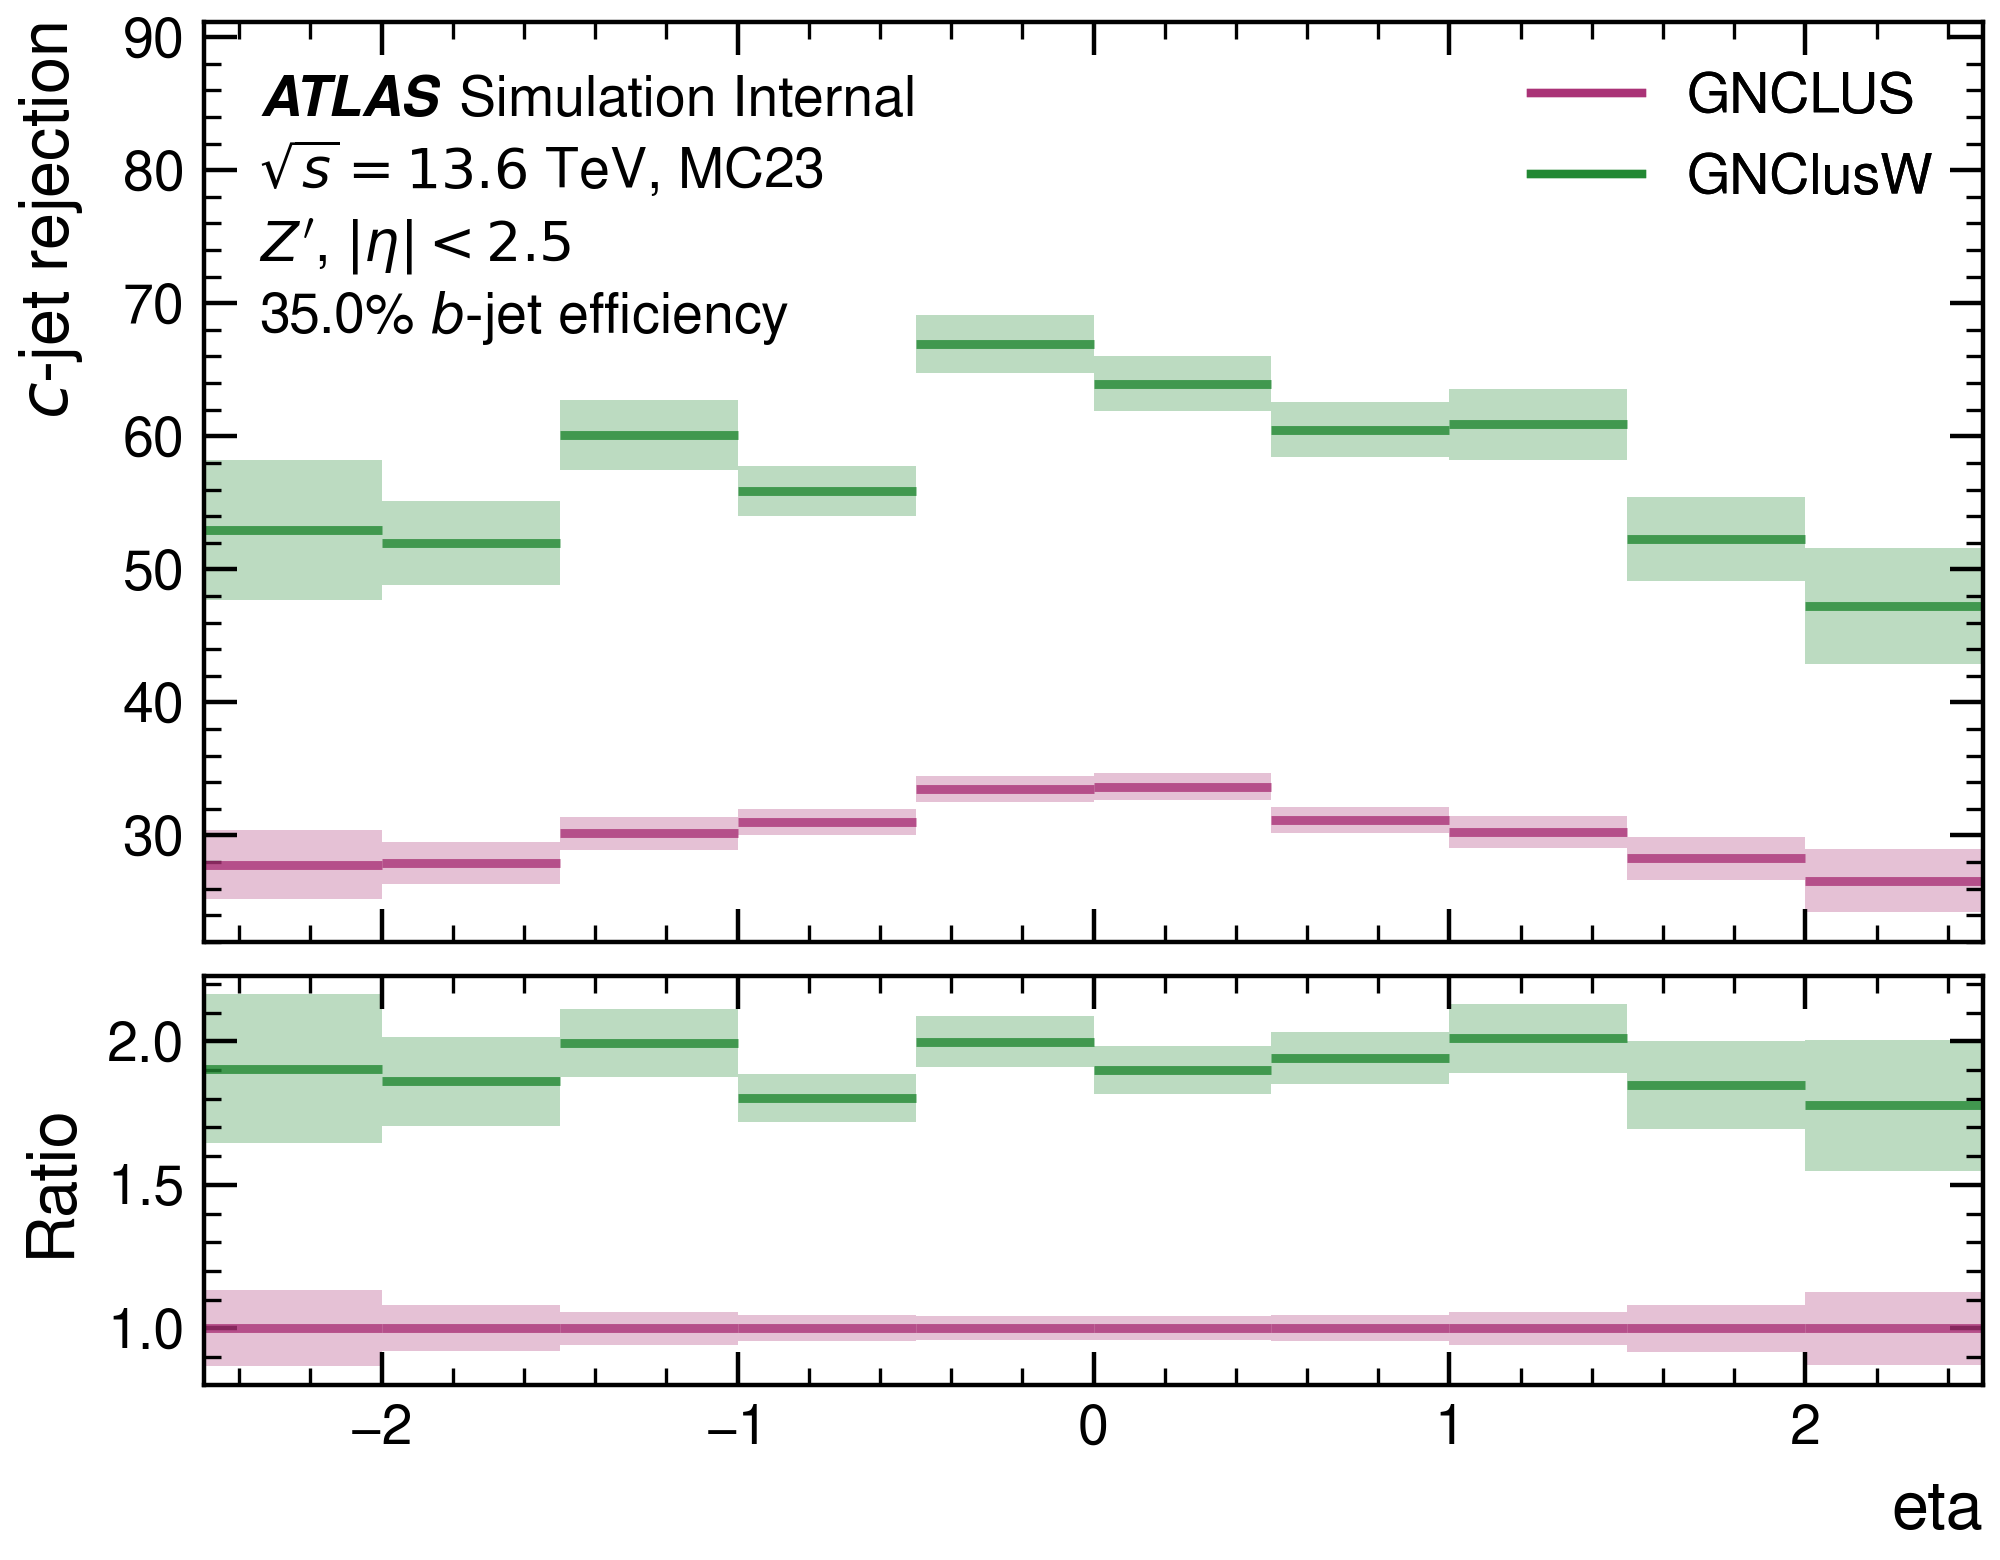 c-jet rejection
90
80
70
60
50
40
30
ATLAS Simulation Internal
√s = 13.6 TeV, MC23
Z′, |η| < 2.5
35.0% b-jet efficiency
GNCLUS
GNClusW
Ratio
2.0
1.5
1.0
−2 −1 0 1 2
eta